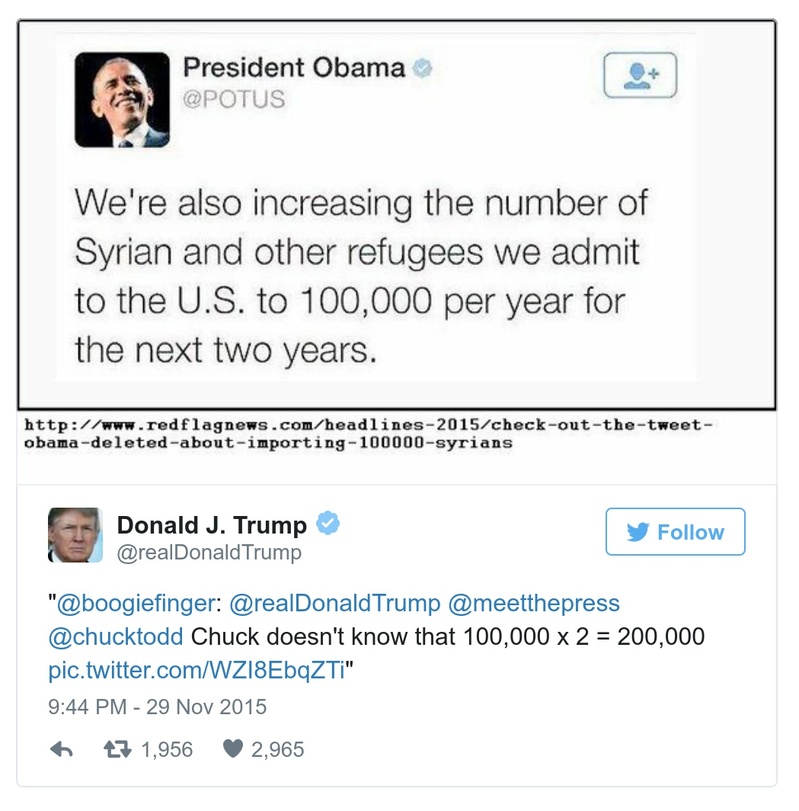 President Obama
@POTUS
We're also increasing the number of
Syrian and other refugees we admit
to the U.S. to 100,000 per year for
the next two years.
http://www.redflagnews.com/headlines-2015/check-out-the-tweet-
obama-deleted-about-importing-100000-syrians
Donald J. Trump
@realDonaldTrump
Follow
"@boogiefinger: @realDonaldTrump @meetthepress
@chucktodd Chuck doesn't know that 100,000 x 2 = 200,000
pic.twitter.com/WZI8EbqZTi"
9:44 PM - 29 Nov 2015
1,956 2,965